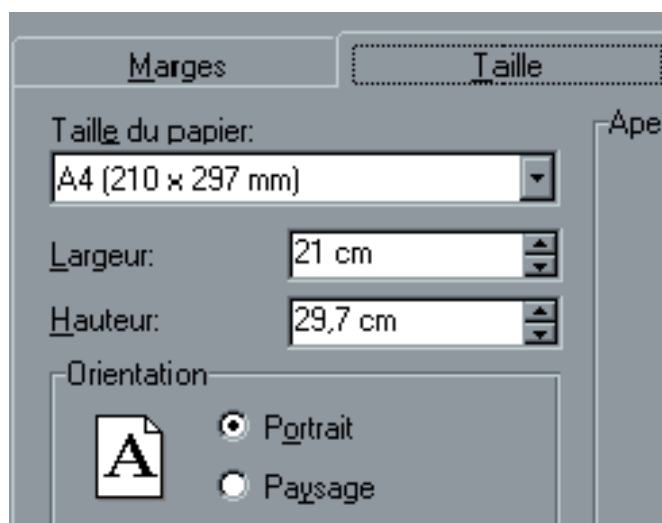 Marges Taille
Taille du papier:
Ape
A4 (210 x 297 mm)
Largeur: 21 cm
Hauteur: 29,7 cm
Orientation
A
Portrait
Paysage